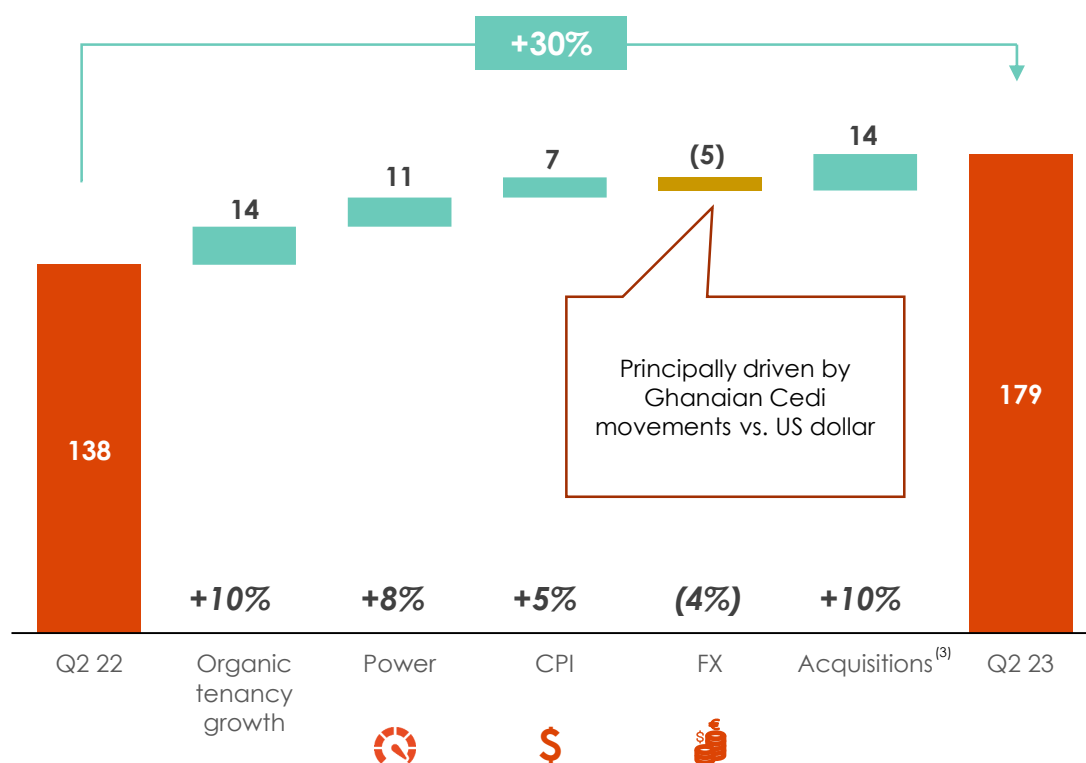 +30%
14
11
7
(5)
14
138
179
Principally driven by
Ghanaian Cedi
movements vs. US dollar
+10%
+8%
+5%
(4%)
+10%
Q2 22
Organic
tenancy
growth
Power
CPI
FX
Acquisitions(3)
Q2 23
$
$
€